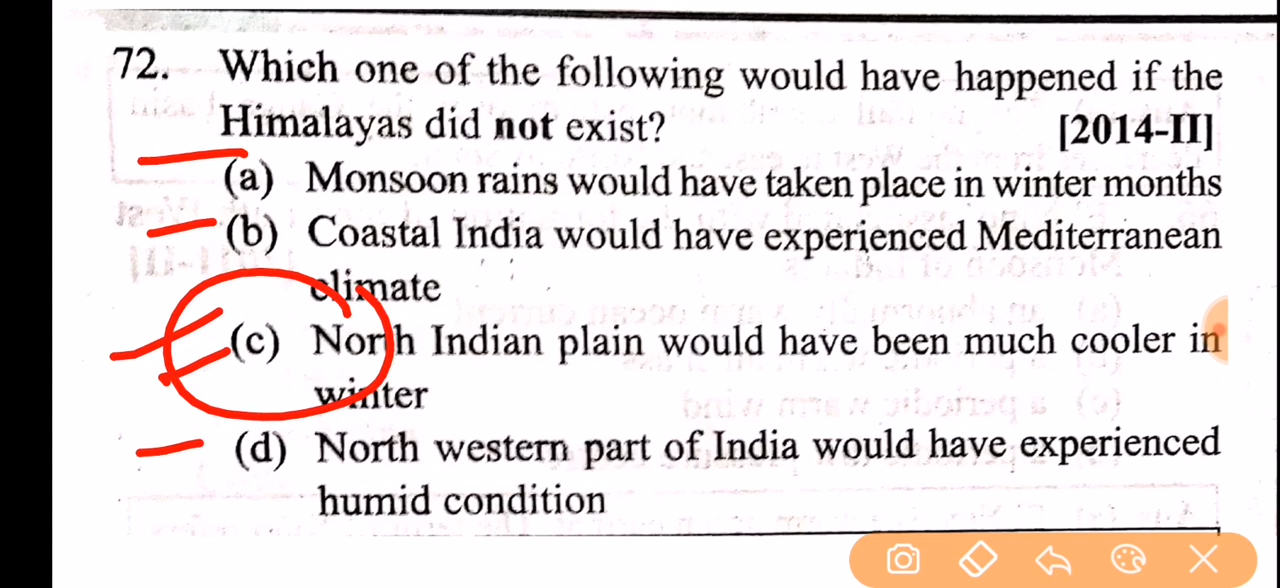 72. Which one of the following would have happened if the
Himalayas did not exist? [2014-II]
(a) Monsoon rains would have taken place in winter months
(b) Coastal India would have experienced Mediterranean
climate
(c) North Indian plain would have been much cooler in
winter
(d) North western part of India would have experienced
humid condition